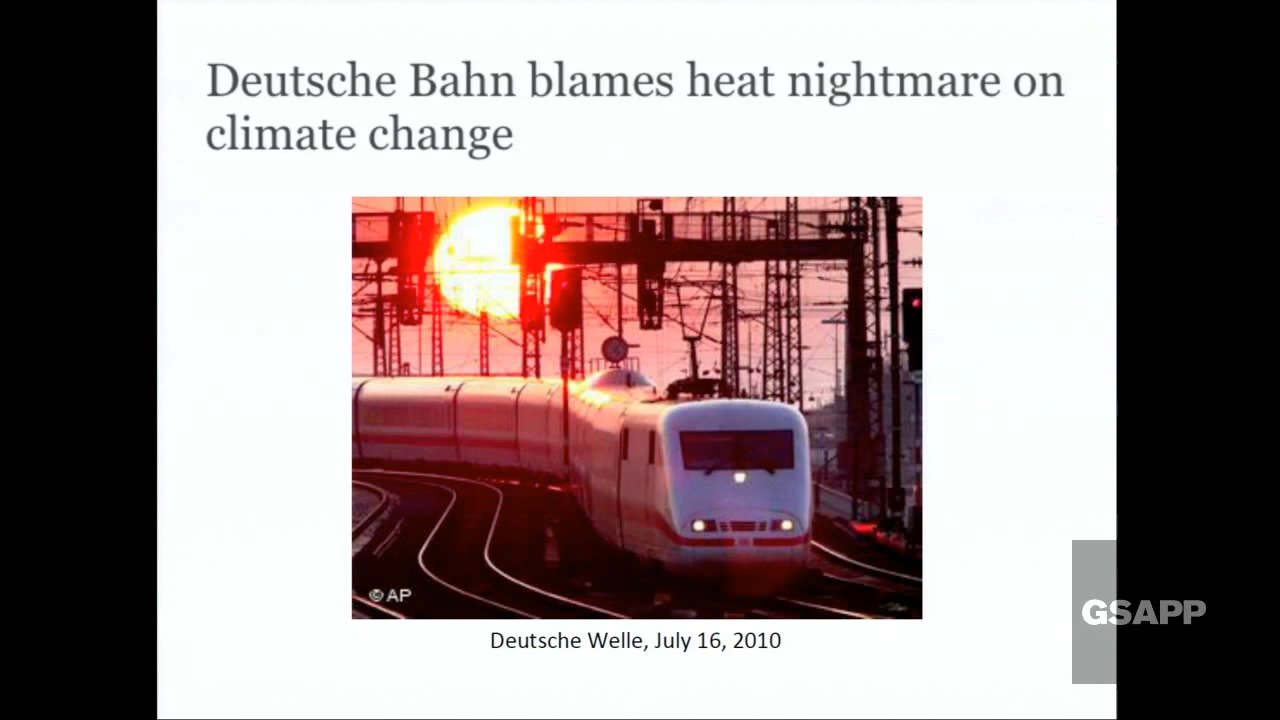 Deutsche Bahn blames heat nightmare on
climate change
© AP
Deutsche Welle, July 16, 2010
GSAPP